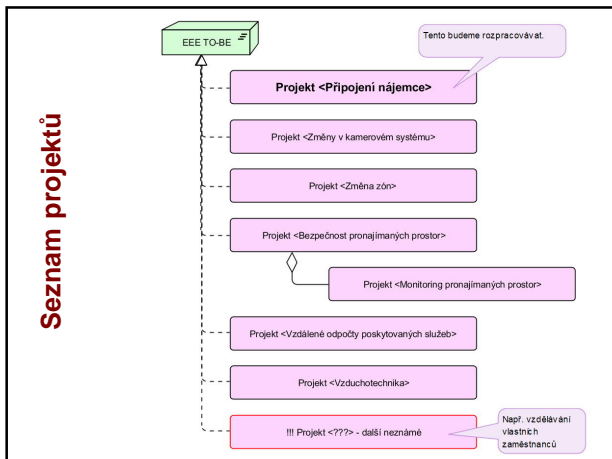 Seznam projektů
EEE TO-BE
Tento budeme rozpracovávat.
Projekt <Připojení nájemce>
Projekt <Změny v kamerovém systému>
Projekt <Změna zón>
Projekt <Bezpečnost pronajímaných prostor>
Projekt <Monitoring pronajímaných prostor>
Projekt <Vzdálené odpočty poskytovaných služeb>
Projekt <Vzduchotechnika>
!!! Projekt <???> - další neznámé
Např. vzdělávání
vlastních
zaměstnanců